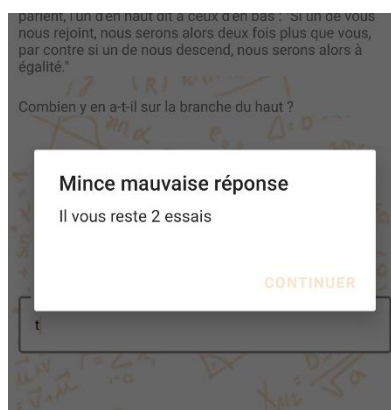 parlent, l'un d'en haut dit à ceux d'en bas : "Si un de vous
nous rejoint, nous serons alors deux fois plus que vous,
par contre si un de nous descend, nous serons alors à
égalité."
Combien y en a-t-il sur la branche du haut ?
Mince mauvaise réponse
Il vous reste 2 essais
CONTINUER
t